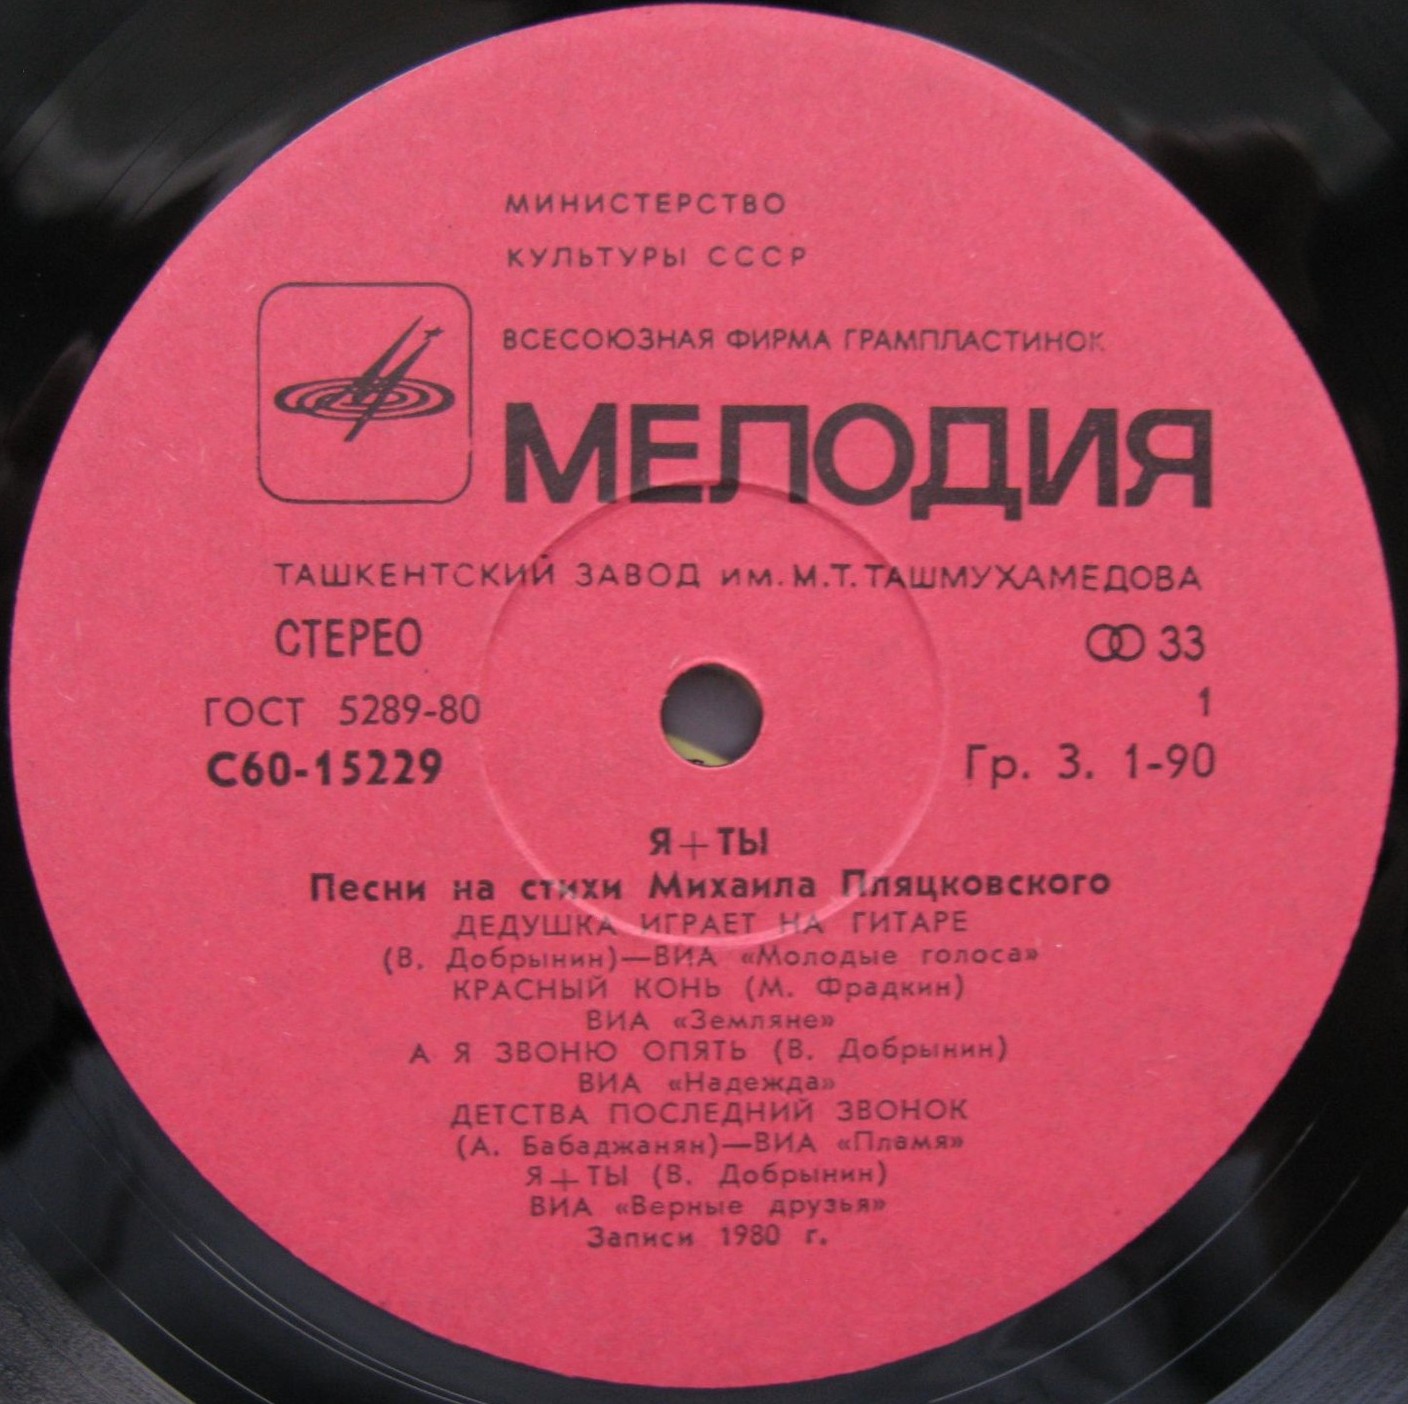 МИНИСТЕРСТВО
КУЛЬТУРЫ СССР
ВСЕСОЮЗНАЯ ФИРМА ГРАМПЛАСТИНОК
МЕЛОДИЯ
ТАШКЕНТСКИЙ ЗАВОД им. М.Т. ТАШМУХАМЕДОВА
СТЕРЕО 33
ГОСТ 5289-80 1
С60-15229 Гр. 3. 1-90
Я+ТЫ
Песни на стихи Михаила Пляцковского
ДЕДУШКА ИГРАЕТ НА ГИТАРЕ
(В. Добрынин)—ВИА «Молодые голоса»
КРАСНЫЙ КОНЬ (М. Фрадкин)
ВИА «Земляне»
А Я ЗВОНЮ ОПЯТЬ (В. Добрынин)
ВИА «Надежда»
ДЕТСТВА ПОСЛЕДНИЙ ЗВОНОК
(А. Бабаджанян)—ВИА «Пламя»
Я+ТЫ (В. Добрынин)
ВИА «Верные друзья»
Записи 1980 г.